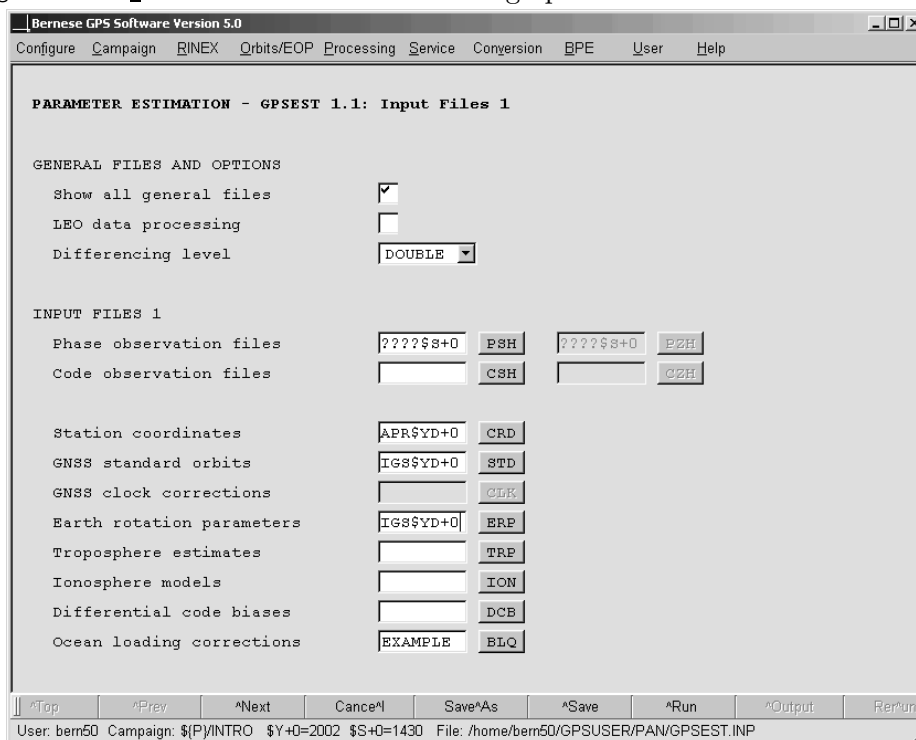 Bernese GPS Software Version 5.0
Configure Campaign RINEX Orbits/EOP Processing Service Conversion BPE User Help
PARAMETER ESTIMATION - GPSEST 1.1: Input Files 1
GENERAL FILES AND OPTIONS
Show all general files
LEO data processing
Differencing level DOUBLE
INPUT FILES 1
Phase observation files ????$S+0 PSH ????$S+0 PZH
Code observation files CSH CZH
Station coordinates APR$YD+0 CRD
GNSS standard orbits IGS$YD+0 STD
GNSS clock corrections CLK
Earth rotation parameters IGS$YD+0 ERP
Troposphere estimates TRP
Ionosphere models ION
Differential code biases DCB
Ocean loading corrections EXAMPLE BLQ
^Top ^Prev ^Next Cance^l Save^As ^Save ^Run ^Output Rer^un
User: bern50 Campaign: ${P}/INTRO $Y+0=2002 $S+0=1430 File: /home/bern50/GPSUSER/PAN/GPSEST.INP